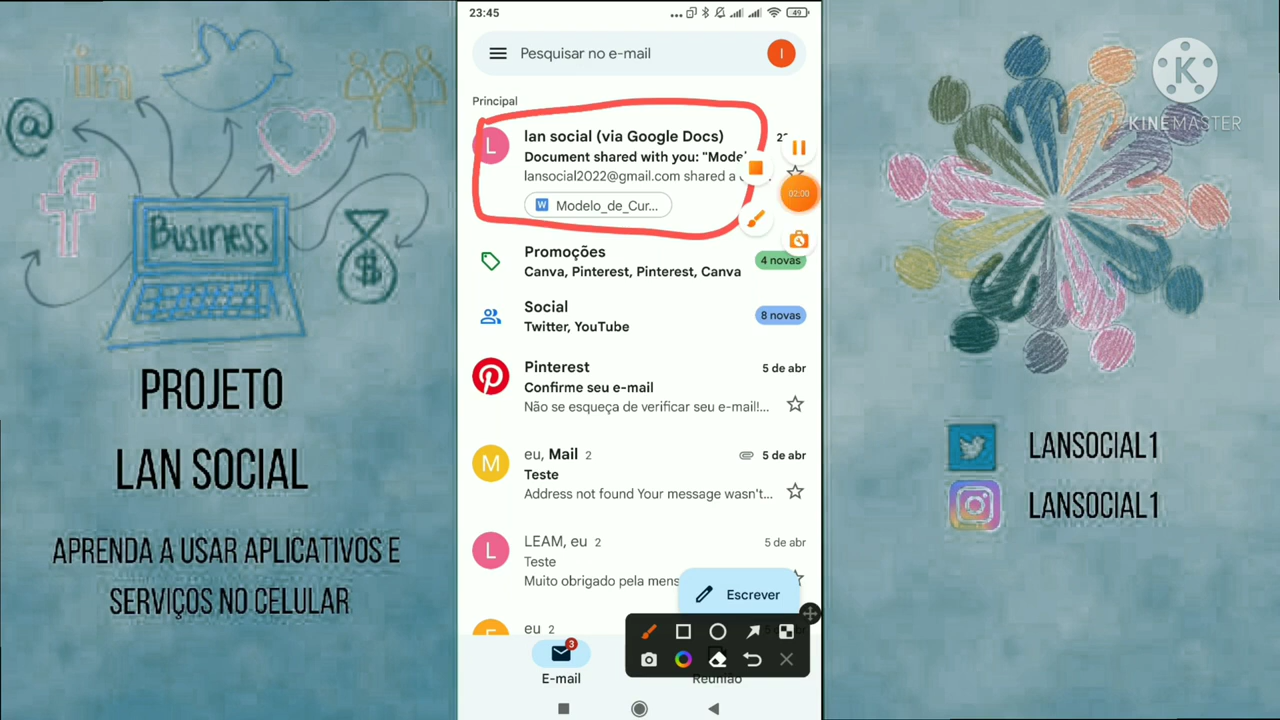 Business
PROJETO
LAN SOCIAL
APRENDA A USAR APLICATIVOS E
SERVIÇOS NO CELULAR
23:45
49
Pesquisar no e-mail
I
Principal
L
lan social (via Google Docs)
Document shared with you: "Mode
lansocial2022@gmail.com shared a
W
Modelo_de_Cur...
02:00
Promoções
4 novas
Canva, Pinterest, Pinterest, Canva
Social
8 novas
Twitter, YouTube
Pinterest
5 de abr
Confirme seu e-mail
Não se esqueça de verificar seu e-mail!...
M
eu, Mail 2
5 de abr
Teste
Address not found Your message wasn't...
L
LEAM, eu 2
5 de abr
Teste
Muito obrigado pela mens
Escrever
eu 2
3
E-mail
Reunião
K
KINEMASTER
LANSOCIAL1
LANSOCIAL1